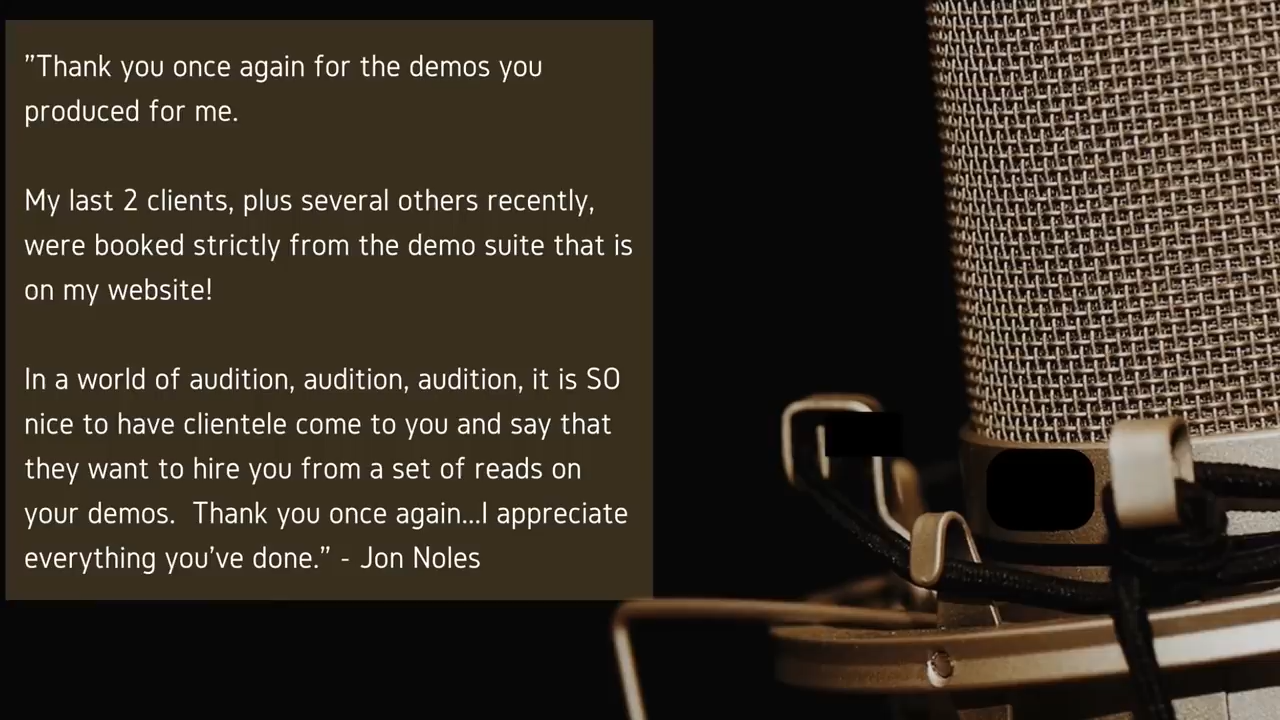 ”Thank you once again for the demos you
produced for me.
My last 2 clients, plus several others recently,
were booked strictly from the demo suite that is
on my website!
In a world of audition, audition, audition, it is SO
nice to have clientele come to you and say that
they want to hire you from a set of reads on
your demos.  Thank you once again...I appreciate
everything you’ve done.” - Jon Noles